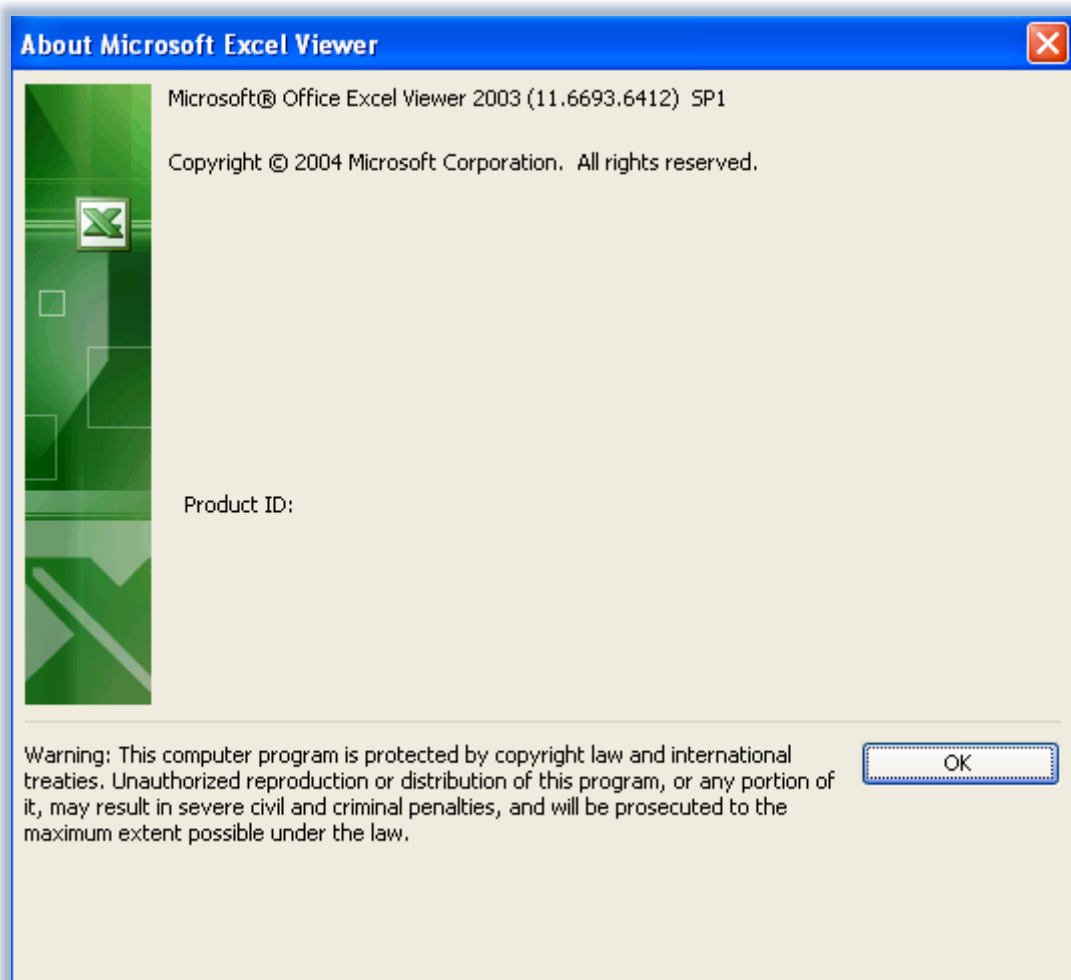 About Microsoft Excel Viewer
Microsoft® Office Excel Viewer 2003 (11.6693.6412) SP1
Copyright © 2004 Microsoft Corporation. All rights reserved.
Product ID:
Warning: This computer program is protected by copyright law and international
treaties. Unauthorized reproduction or distribution of this program, or any portion of
it, may result in severe civil and criminal penalties, and will be prosecuted to the
maximum extent possible under the law.
OK